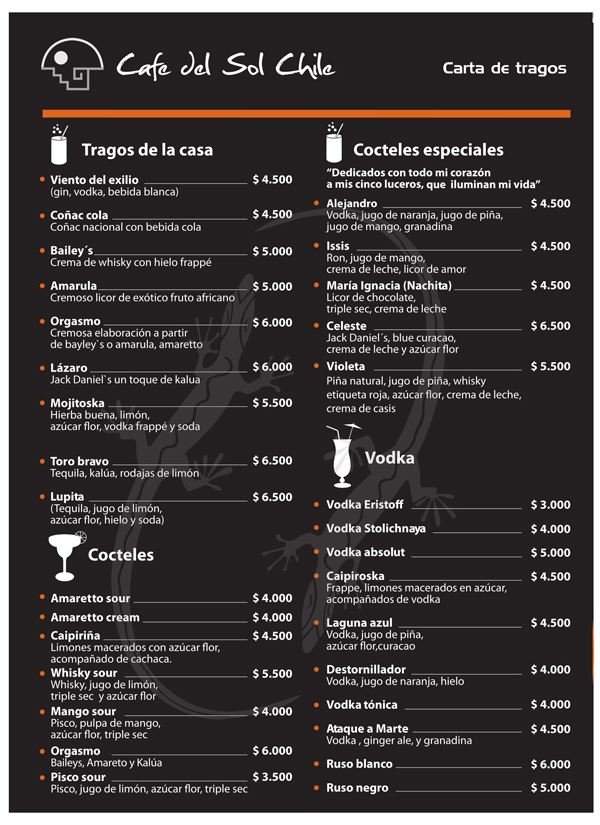 Cafe del Sol Chile
Carta de tragos
Tragos de la casa
Viento del exilio $ 4.500
(gin, vodka, bebida blanca)
Coñac cola $ 4.500
Coñac nacional con bebida cola
Bailey´s $ 5.000
Crema de whisky con hielo frappé
Amarula $ 5.000
Cremoso licor de exótico fruto africano
Orgasmo $ 6.000
Cremosa elaboración a partir
de bayley`s o amarula, amaretto
Lázaro $ 6.000
Jack Daniel`s un toque de kalua
Mojitoska $ 5.500
Hierba buena, limón,
azúcar flor, vodka frappé y soda
Toro bravo $ 6.500
Tequila, kalúa, rodajas de limón
Lupita $ 6.500
(Tequila, jugo de limón,
azúcar flor, hielo y soda)
Cocteles
Amaretto sour $ 4.000
Amaretto cream $ 4.000
Caipiriña $ 4.500
Limones macerados con azúcar flor,
acompañado de cachaca.
Whisky sour $ 5.500
Whisky, jugo de limón,
triple sec y azúcar flor
Mango sour $ 4.000
Pisco, pulpa de mango,
azúcar flor, triple sec
Orgasmo $ 6.000
Baileys, Amareto y Kalúa
Pisco sour $ 3.500
Pisco, jugo de limón, azúcar flor, triple sec
Cocteles especiales
“Dedicados con todo mi corazón
a mis cinco luceros, que iluminan mi vida”
Alejandro $ 4.500
Vodka, jugo de naranja, jugo de piña,
jugo de mango, granadina
Issis $ 4.500
Ron, jugo de mango,
crema de leche, licor de amor
María Ignacia (Nachita) $ 4.500
Licor de chocolate,
triple sec, crema de leche
Celeste $ 6.500
Jack Daniel´s, blue curacao,
crema de leche y azúcar flor
Violeta $ 5.500
Piña natural, jugo de piña, whisky
etiqueta roja, azúcar flor, crema de leche,
crema de casis
Vodka
Vodka Eristoff $ 3.000
Vodka Stolichnaya $ 4.000
Vodka absolut $ 5.000
Caipiroska $ 4.500
Frappe, limones macerados en azúcar,
acompañados de vodka
Laguna azul $ 4.500
Vodka, jugo de piña,
azúcar flor,curacao
Destornillador $ 4.000
Vodka, jugo de naranja, hielo
Vodka tónica $ 4.000
Ataque a Marte $ 4.500
Vodka , ginger ale, y granadina
Ruso blanco $ 6.000
Ruso negro $ 5.000